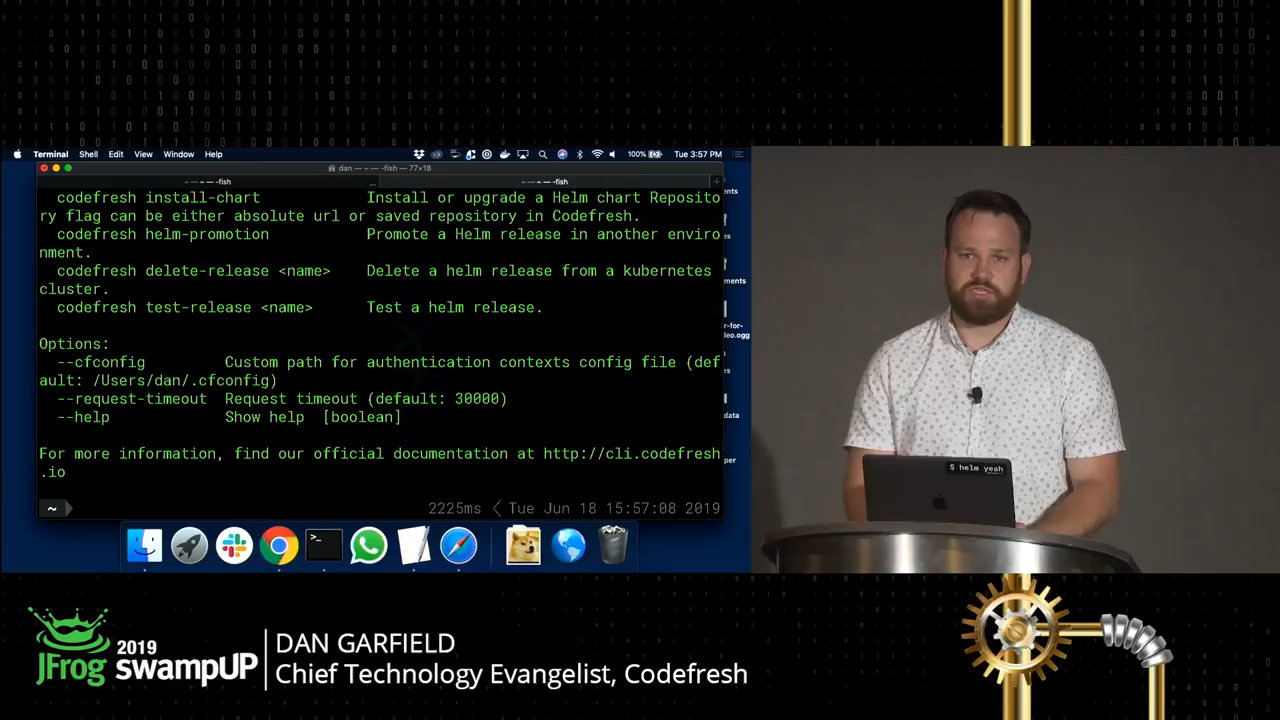 Terminal Shell Edit View Window Help 100% Tue 3:57 PM
dan — ~ — -fish — 77×18
~ — ~ — -fish ... ~ — ~ — -fish
codefresh install-chart Install or upgrade a Helm chart Reposito
ry flag can be either absolute url or saved repository in Codefresh.
codefresh helm-promotion Promote a Helm release in another enviro
nment.
codefresh delete-release <name> Delete a helm release from a kubernetes
cluster.
codefresh test-release <name> Test a helm release.
Options:
--cfconfig Custom path for authentication contexts config file (def
ault: /Users/dan/.cfconfig)
--request-timeout Request timeout (default: 30000)
--help Show help [boolean]
For more information, find our official documentation at http://cli.codefresh
.io
~ 2225ms Tue Jun 18 15:57:08 2019
$ helm yeah
JFrog 2019 swampUP
DAN GARFIELD
Chief Technology Evangelist, Codefresh